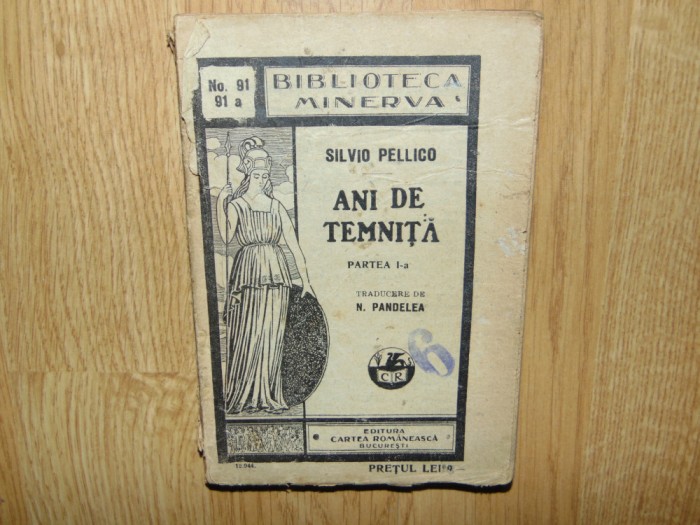 No. 91
91 a
BIBLIOTECA
MINERVA
SILVIO PELLICO
ANI DE
TEMNIȚĂ
PARTEA I-a
TRADUCERE DE
N. PANDELEA
6
C R
EDITURA
CARTEA ROMÂNEASCĂ
BUCUREȘTI
PREȚUL LEI 9 —